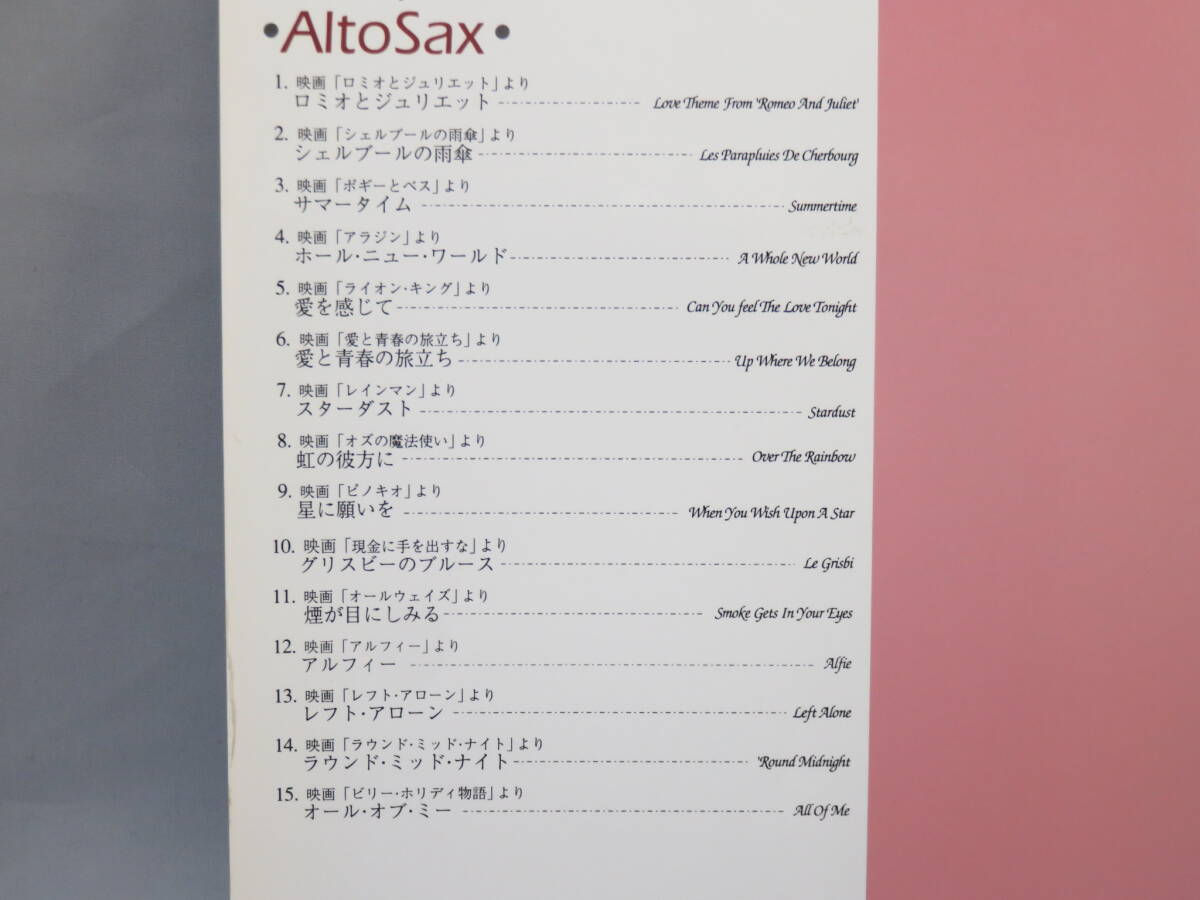 •AltoSax•
1. 映画「ロミオとジュリエット」より
ロミオとジュリエット Love Theme From 'Romeo And Juliet'
2. 映画「シェルブールの雨傘」より
シェルブールの雨傘 Les Parapluies De Cherbourg
3. 映画「ポギーとベス」より
サマータイム Summertime
4. 映画「アラジン」より
ホール・ニュー・ワールド A Whole New World
5. 映画「ライオン・キング」より
愛を感じて Can You feel The Love Tonight
6. 映画「愛と青春の旅立ち」より
愛と青春の旅立ち Up Where We Belong
7. 映画「レインマン」より
スターダスト Stardust
8. 映画「オズの魔法使い」より
虹の彼方に Over The Rainbow
9. 映画「ピノキオ」より
星に願いを When You Wish Upon A Star
10. 映画「現金に手を出すな」より
グリスビーのブルース Le Grisbi
11. 映画「オールウェイズ」より
煙が目にしみる Smoke Gets In Your Eyes
12. 映画「アルフィー」より
アルフィー Alfie
13. 映画「レフト・アローン」より
レフト・アローン Left Alone
14. 映画「ラウンド・ミッド・ナイト」より
ラウンド・ミッド・ナイト 'Round Midnight
15. 映画「ビリー・ホリディ物語」より
オール・オブ・ミー All Of Me